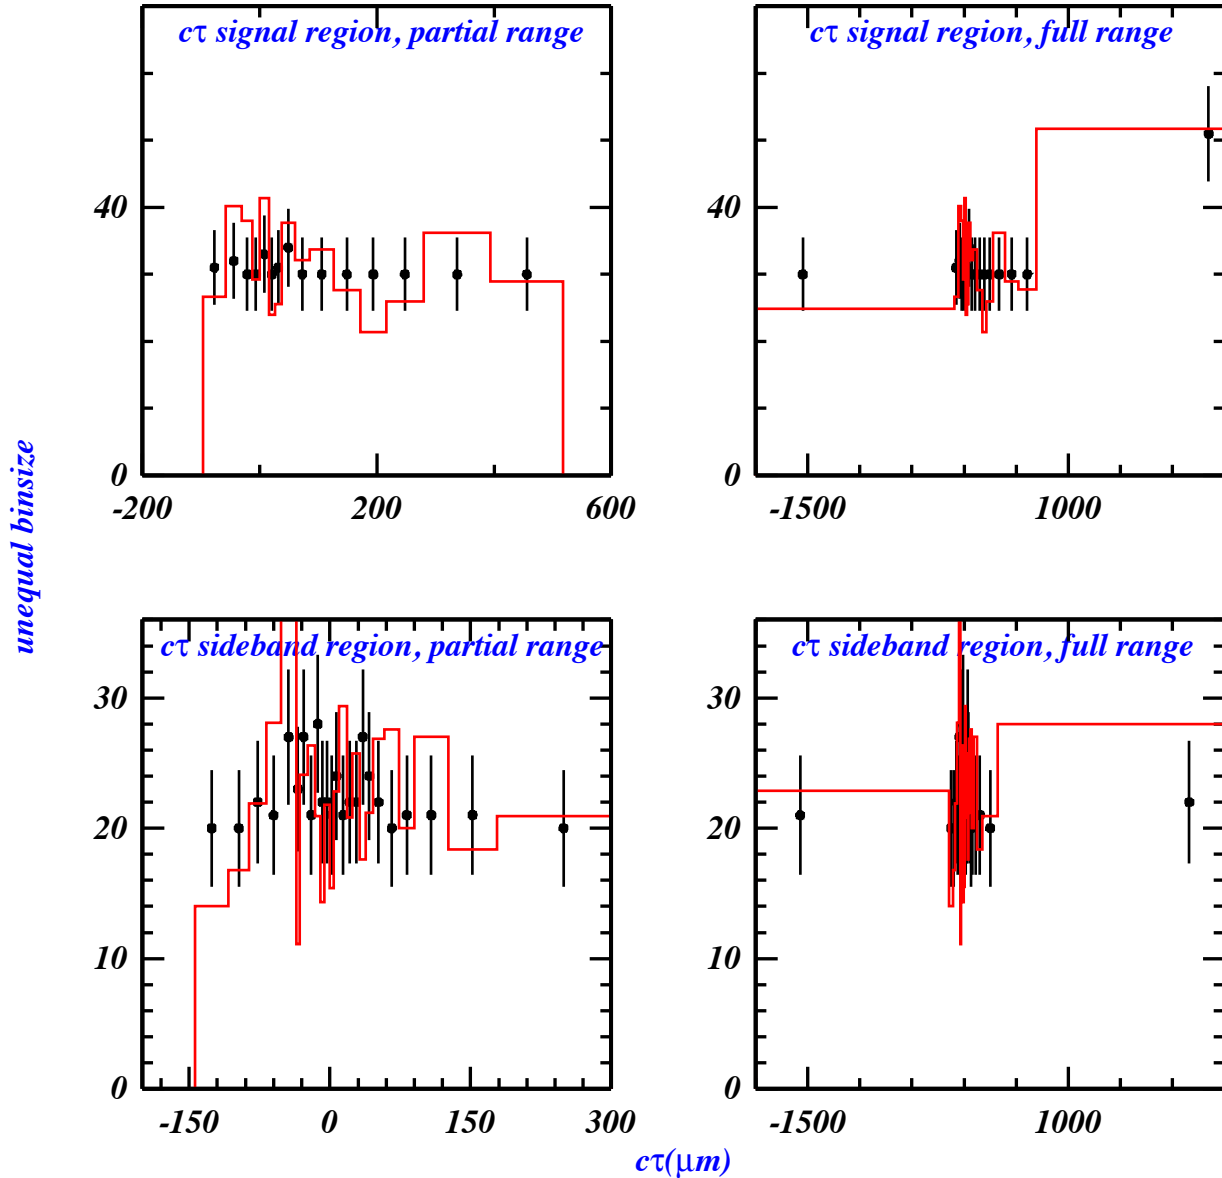 cτ signal region, partial range
cτ signal region, full range
40
0
-200 200 600
40
0
-1500 1000
unequal binsize
cτ sideband region, partial range
cτ sideband region, full range
30
20
10
0
-150 0 150 300
30
20
10
0
-1500 1000
cτ(μm)